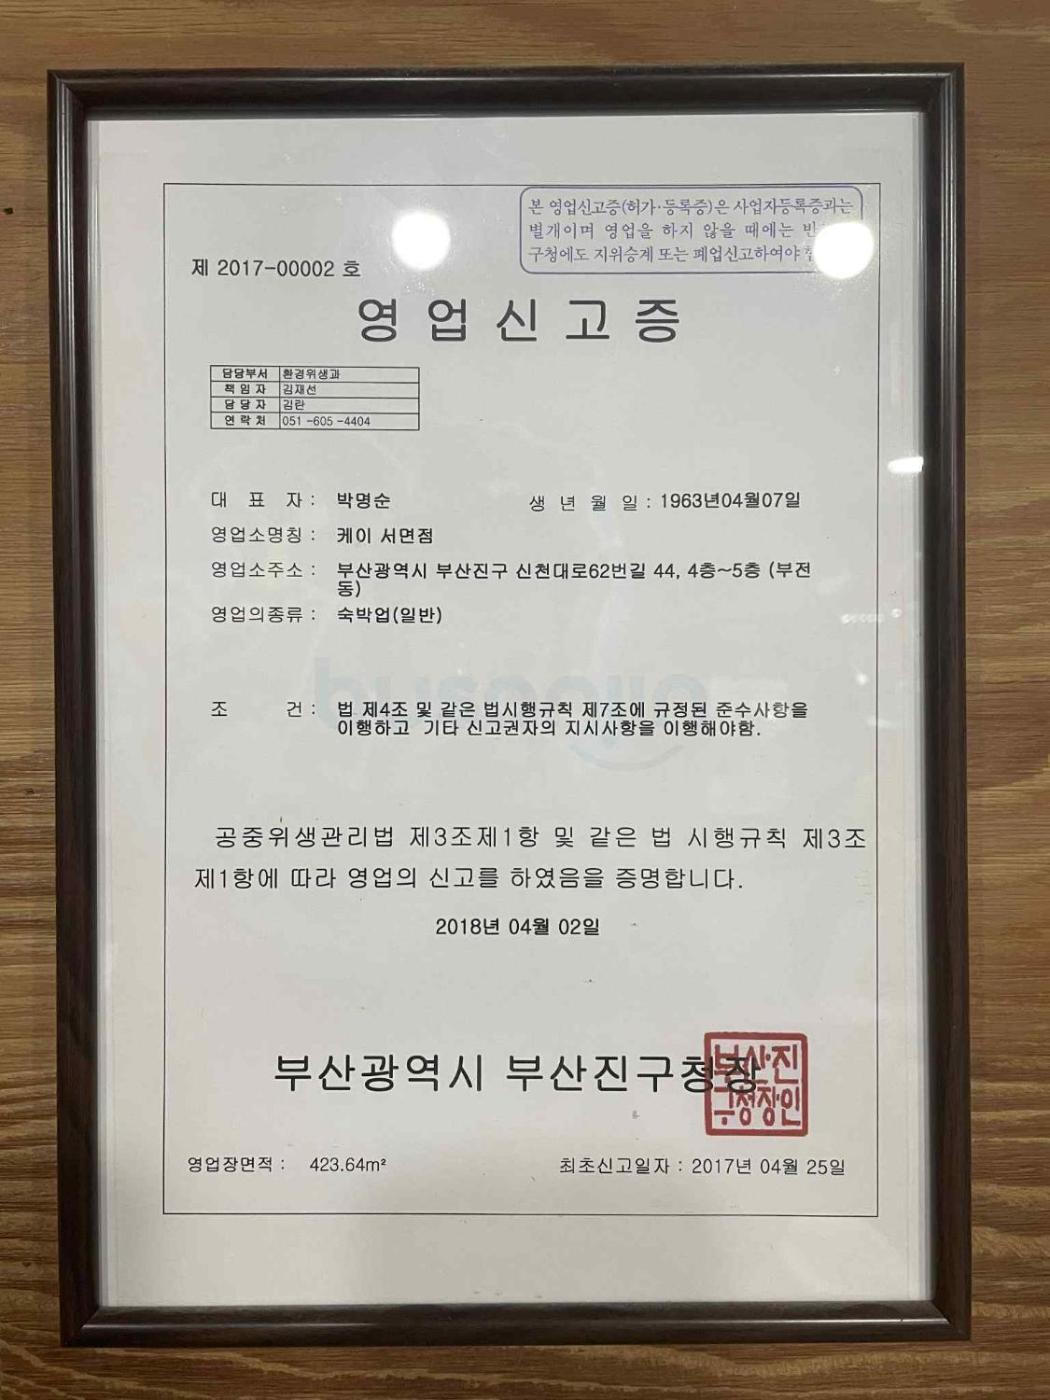 본 영업신고증(허가·등록증)은 사업자등록증과는
별개이며 영업을 하지 않을 때에는
구청에도 지위승계 또는 폐업신고하여야
제 2017-00002 호
영업신고증
담당부서 환경위생과
책임자 김재선
담당자 김란
연락처 051 -605 -4404
대 표 자 : 박명순 생 년 월 일 : 1963년04월07일
영업소명칭 : 케이 서면점
영업소주소 : 부산광역시 부산진구 신천대로62번길 44, 4층~5층 (부전
동)
영업의종류 : 숙박업(일반)
조 건 : 법 제4조 및 같은 법시행규칙 제7조에 규정된 준수사항을
이행하고 기타 신고권자의 지시사항을 이행해야함.
공중위생관리법 제3조제1항 및 같은 법 시행규칙 제3조
제1항에 따라 영업의 신고를 하였음을 증명합니다.
2018년 04월 02일
부산광역시 부산진구청장
부산진
구청장인
영업장면적 : 423.64m² 최초신고일자 : 2017년 04월 25일